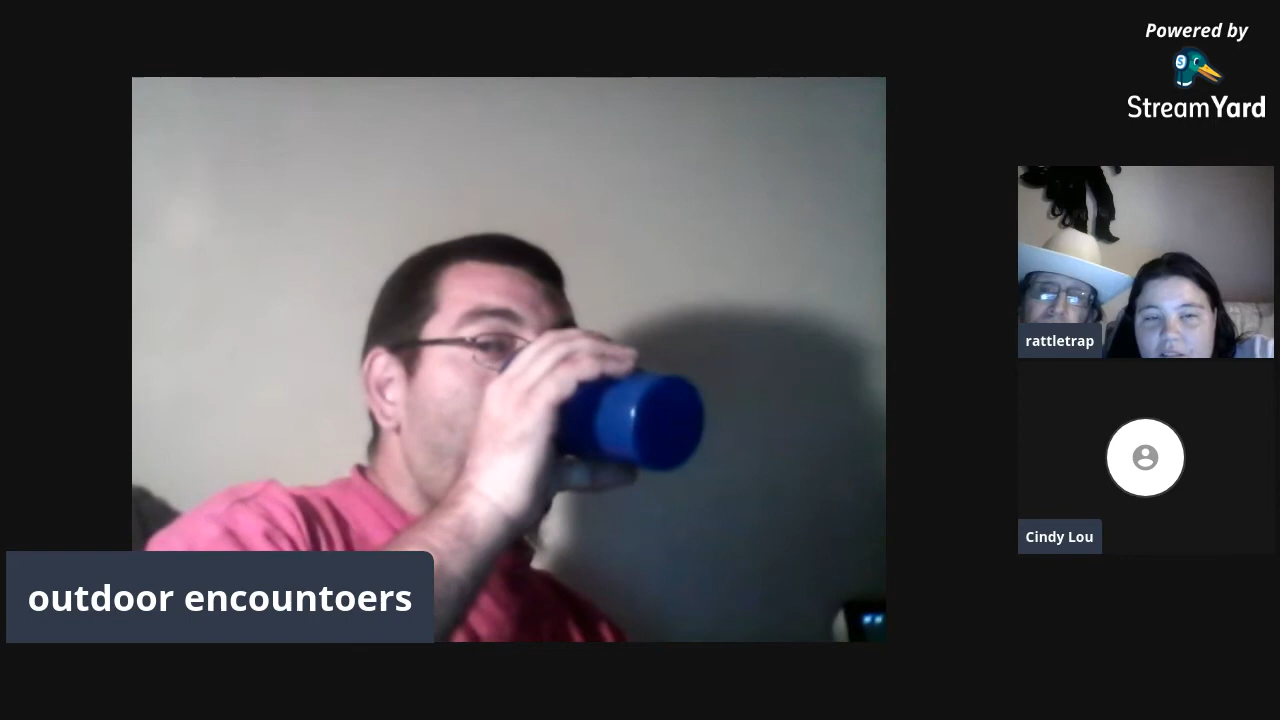 Powered by
StreamYard
rattletrap
Cindy Lou
outdoor encountoers